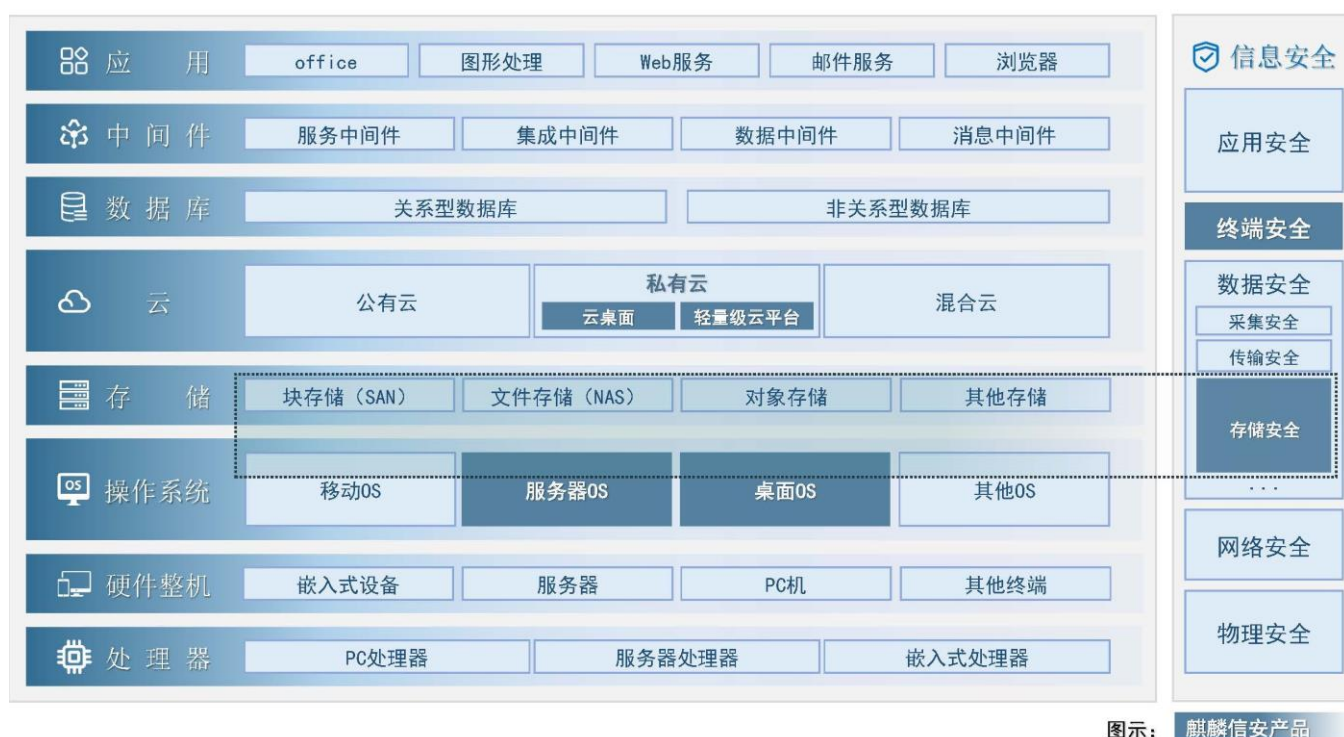 应 用
office
图形处理
Web服务
邮件服务
浏览器
中 间 件
服务中间件
集成中间件
数据中间件
消息中间件
数 据 库
关系型数据库
非关系型数据库
云
公有云
私有云
云桌面
轻量级云平台
混合云
存 储
块存储（SAN）
文件存储（NAS）
对象存储
其他存储
OS
操作系统
移动OS
服务器OS
桌面OS
其他OS
硬件整机
嵌入式设备
服务器
PC机
其他终端
处 理 器
PC处理器
服务器处理器
嵌入式处理器
信息安全
应用安全
终端安全
数据安全
采集安全
传输安全
存储安全
...
网络安全
物理安全
图示：
麒麟信安产品